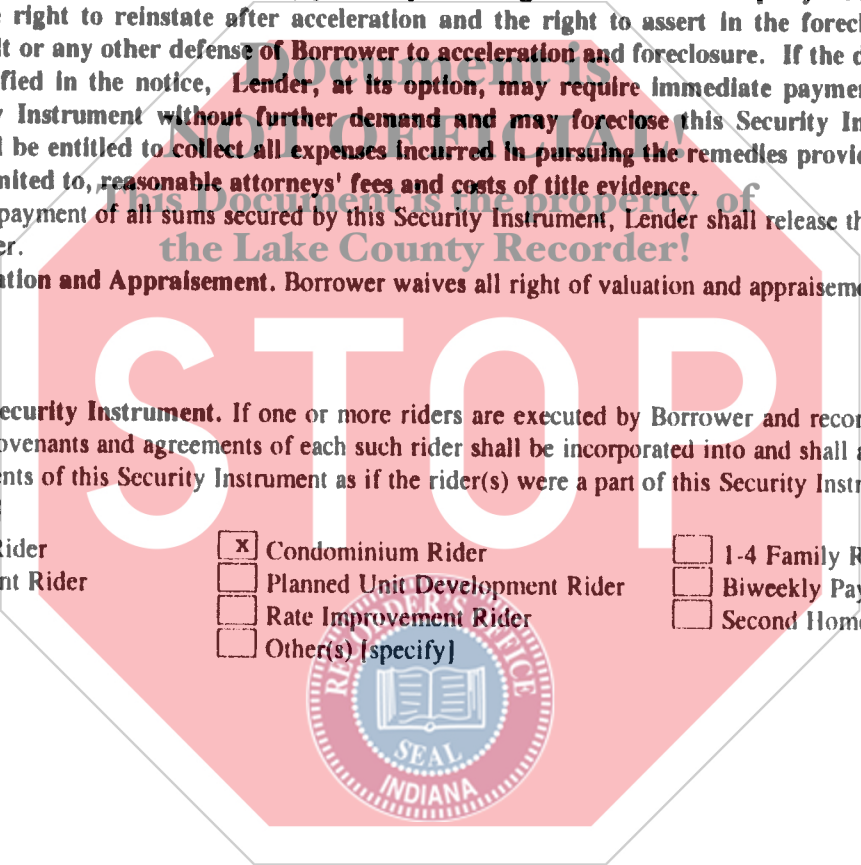 right to reinstate after acceleration and the right to assert in the forec
lt or any other defense of Borrower to acceleration and foreclosure. If the d
fied in the notice, Lender, at its option, may require immediate paymen
y Instrument without further demand and may foreclose this Security In
l be entitled to collect all expenses incurred in pursuing the remedies provid
nited to, reasonable attorneys' fees and costs of title evidence.
payment of all sums secured by this Security Instrument, Lender shall release th
er.
ation and Appraisement. Borrower waives all right of valuation and appraiseme
Document is
NOT OFFICIAL!
This Document is the property of
the Lake County Recorder!
STOP
ecurity Instrument. If one or more riders are executed by Borrower and recor
ovenants and agreements of each such rider shall be incorporated into and shall a
ents of this Security Instrument as if the rider(s) were a part of this Security Instr
Rider
x Condominium Rider
1-4 Family R
nt Rider
Planned Unit Development Rider
Biweekly Pay
Rate Improvement Rider
Second Home
Other(s) [specify]
RECORDER'S OFFICE
SEAL
INDIANA